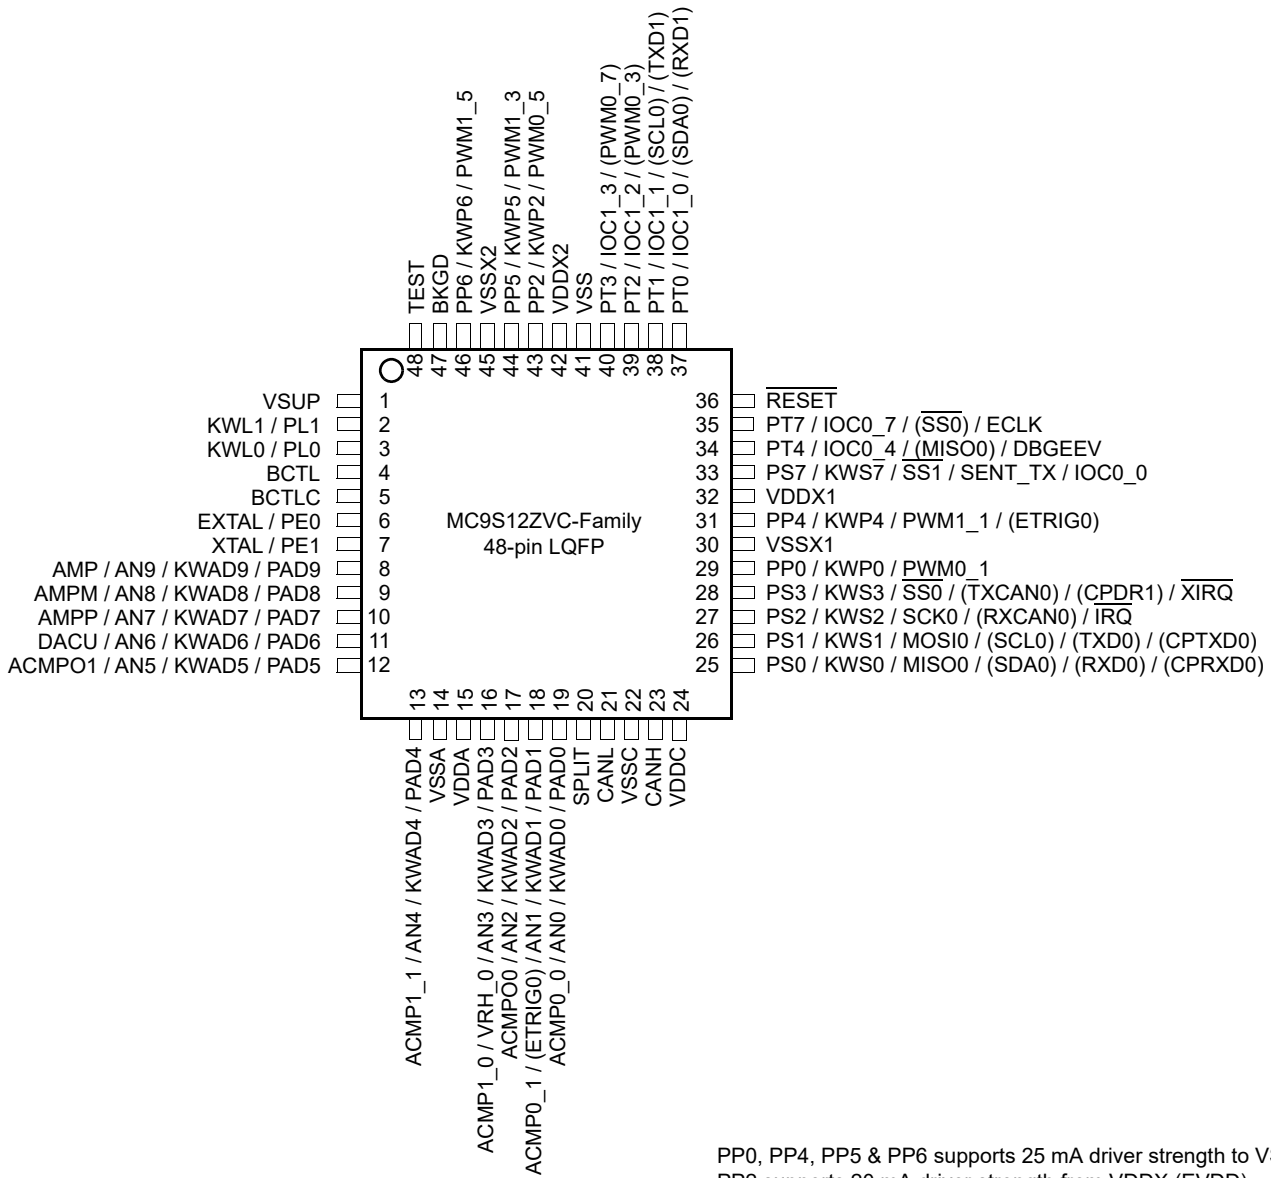 TEST
BKGD
PP6 / KWP6 / PWM1_5
VSSX2
PP5 / KWP5 / PWM1_3
PP2 / KWP2 / PWM0_5
VDDX2
VSS
PT3 / IOC1_3 / (PWM0_7)
PT2 / IOC1_2 / (PWM0_3)
PT1 / IOC1_1 / (SCL0) / (TXD1)
PT0 / IOC1_0 / (SDA0) / (RXD1)
48
47
46
45
44
43
42
41
40
39
38
37
VSUP 1
KWL1 / PL1 2
KWL0 / PL0 3
BCTL 4
BCTLC 5
EXTAL / PE0 6
XTAL / PE1 7
AMP / AN9 / KWAD9 / PAD9 8
AMPM / AN8 / KWAD8 / PAD8 9
AMPP / AN7 / KWAD7 / PAD7 10
DACU / AN6 / KWAD6 / PAD6 11
ACMPO1 / AN5 / KWAD5 / PAD5 12
MC9S12ZVC-Family
48-pin LQFP
36 RESET
35 PT7 / IOC0_7 / (SS0) / ECLK
34 PT4 / IOC0_4 / (MISO0) / DBGEEV
33 PS7 / KWS7 / SS1 / SENT_TX / IOC0_0
32 VDDX1
31 PP4 / KWP4 / PWM1_1 / (ETRIG0)
30 VSSX1
29 PP0 / KWP0 / PWM0_1
28 PS3 / KWS3 / SS0 / (TXCAN0) / (CPDR1) / XIRQ
27 PS2 / KWS2 / SCK0 / (RXCAN0) / IRQ
26 PS1 / KWS1 / MOSI0 / (SCL0) / (TXD0) / (CPTXD0)
25 PS0 / KWS0 / MISO0 / (SDA0) / (RXD0) / (CPRXD0)
13
14
15
16
17
18
19
20
21
22
23
24
ACMP1_1 / AN4 / KWAD4 / PAD4
VSSA
VDDA
ACMP1_0 / VRH_0 / AN3 / KWAD3 / PAD3
ACMPO0 / AN2 / KWAD2 / PAD2
ACMP0_1 / (ETRIG0) / AN1 / KWAD1 / PAD1
ACMP0_0 / AN0 / KWAD0 / PAD0
SPLIT
CANL
VSSC
CANH
VDDC
PP0, PP4, PP5 & PP6 supports 25 mA driver strength to
PP2 supports 20 mA driver strength from VDDX (EVDD)